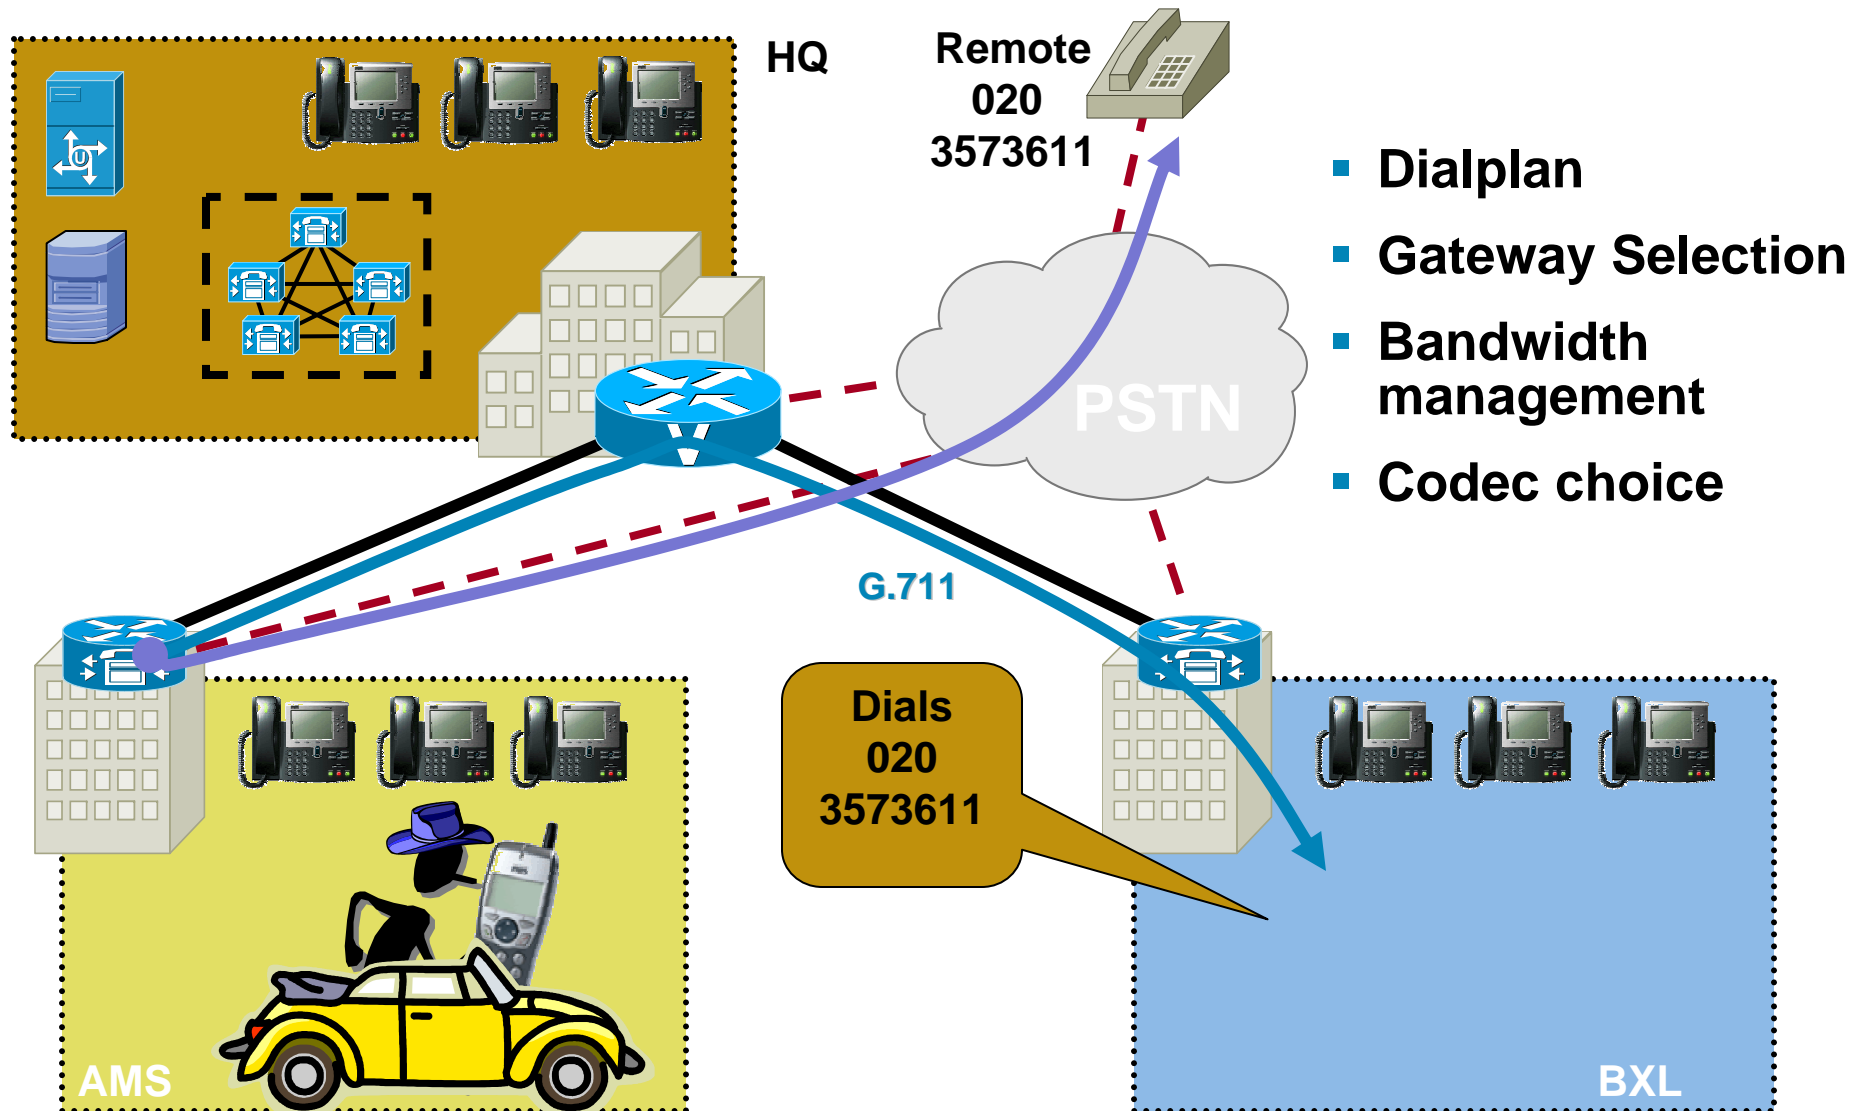 HQ
Remote
020
3573611
Dialplan
Gateway Selection
Bandwidth
management
Codec choice
PSTN
G.711
Dials
020
3573611
AMS
BXL
U